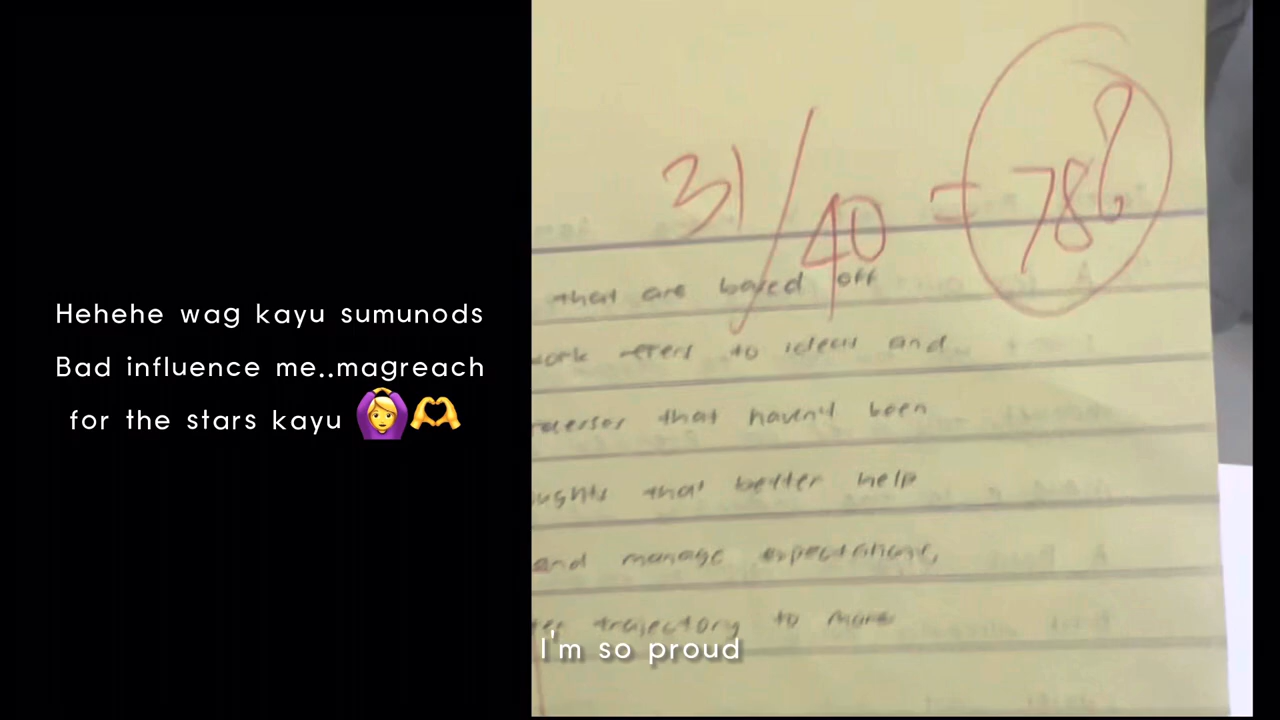 Hehehe wag kayu sumunods
Bad influence me..magreach
for the stars kayu 🙆‍♀️🫶
31/40 = 78%
that are based off
work refers to ideas and
that haven't been
that better help
and manage expectations,
trajectory to more
I'm so proud